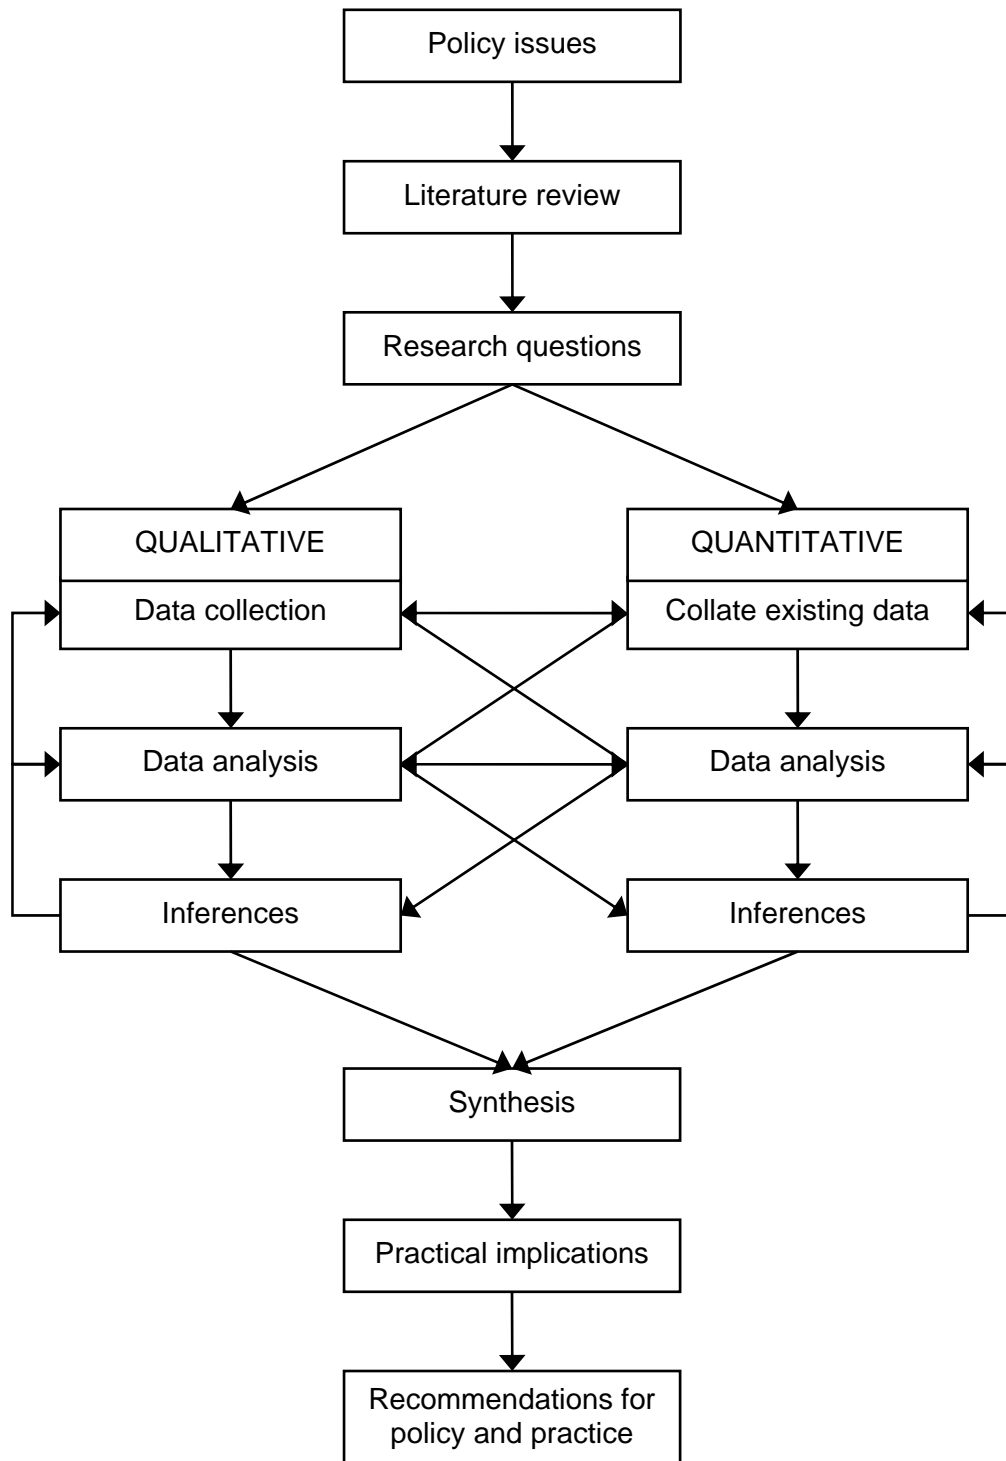 Policy issues
Literature review
Research questions
QUALITATIVE
Data collection
Data analysis
Inferences
QUANTITATIVE
Collate existing data
Data analysis
Inferences
Synthesis
Practical implications
Recommendations for
policy and practice